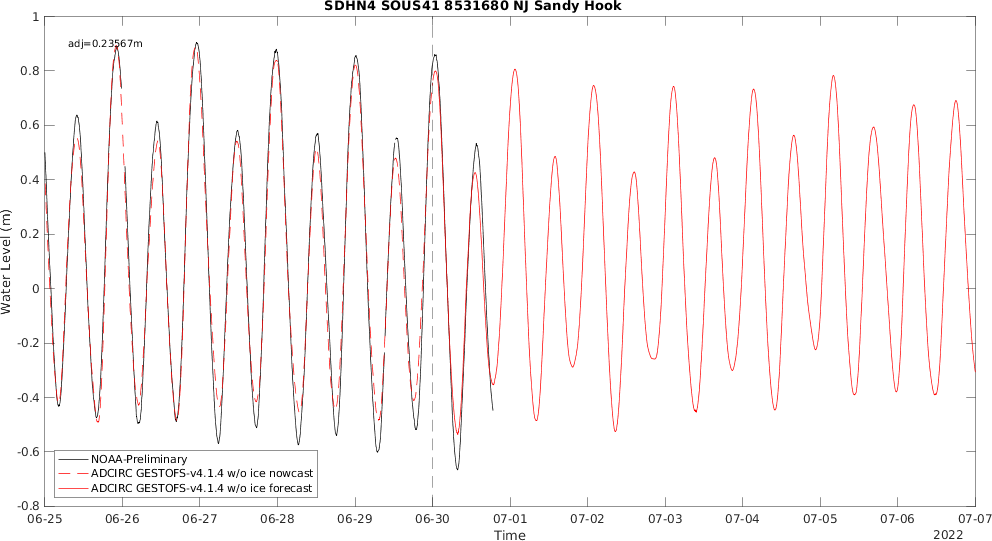 SDHN4 SOUS41 8531680 NJ Sandy Hook
adj=0.23567m
1
0.8
0.6
0.4
0.2
0
-0.2
-0.4
-0.6
-0.8
Water Level (m)
NOAA-Preliminary
ADCIRC GESTOFS-v4.1.4 w/o ice nowcast
ADCIRC GESTOFS-v4.1.4 w/o ice forecast
06-25 06-26 06-27 06-28 06-29 06-30 07-01 07-02 07-03 07-04 07-05 07-06 07-07
Time
2022